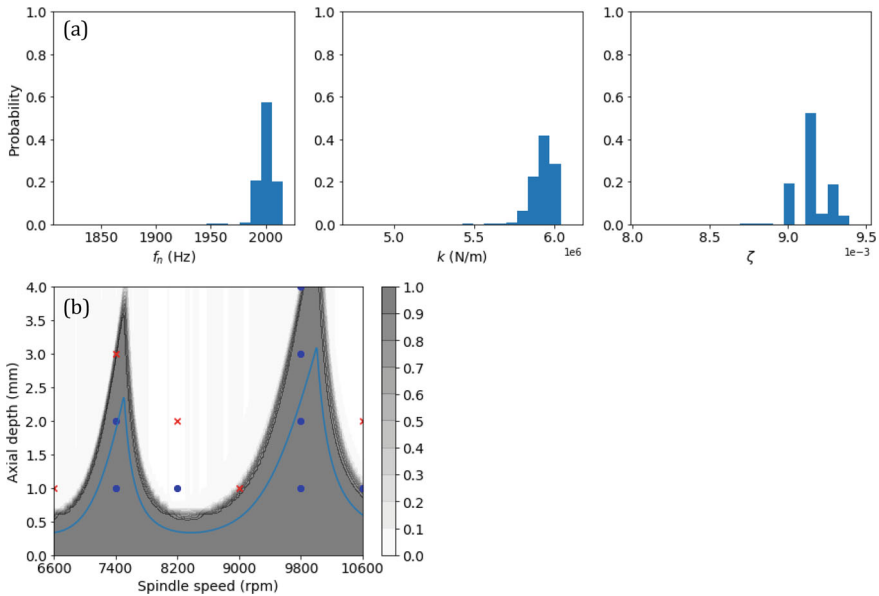 (a)
Probability
1.0
0.8
0.6
0.4
0.2
0.0
1850 1900 1950 2000
fₙ (Hz)
1.0
0.8
0.6
0.4
0.2
0.0
5.0 5.5 6.0
1e6
k (N/m)
1.0
0.8
0.6
0.4
0.2
0.0
8.0 8.5 9.0 9.5
1e−3
ζ
(b)
Axial depth (mm)
4.0
3.5
3.0
2.5
2.0
1.5
1.0
0.5
0.0
6600 7400 8200 9000 9800 10600
Spindle speed (rpm)
1.0
0.9
0.8
0.7
0.6
0.5
0.4
0.3
0.2
0.1
0.0